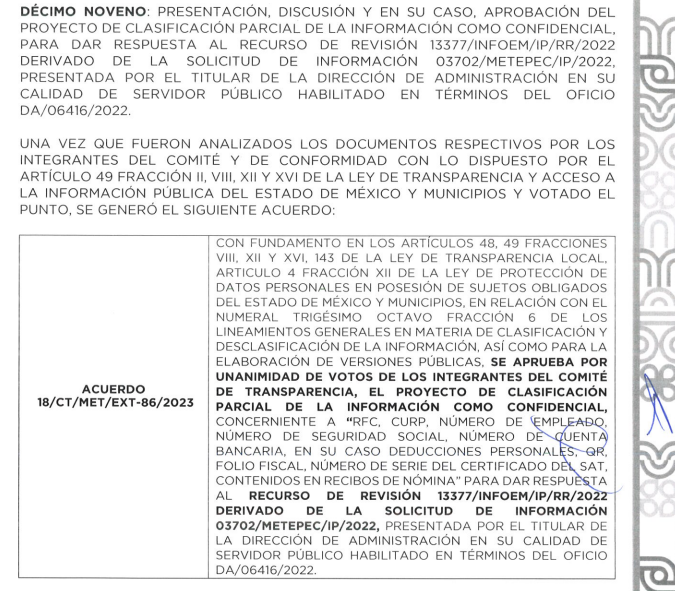 DÉCIMO NOVENO: PRESENTACIÓN, DISCUSIÓN Y EN SU CASO, APROBACIÓN DEL
PROYECTO DE CLASIFICACIÓN PARCIAL DE LA INFORMACIÓN COMO CONFIDENCIAL,
PARA DAR RESPUESTA AL RECURSO DE REVISIÓN 13377/INFOEM/IP/RR/2022
DERIVADO DE LA SOLICITUD DE INFORMACIÓN 03702/METEPEC/IP/2022,
PRESENTADA POR EL TITULAR DE LA DIRECCIÓN DE ADMINISTRACIÓN EN SU
CALIDAD DE SERVIDOR PÚBLICO HABILITADO EN TÉRMINOS DEL OFICIO
DA/06416/2022.
UNA VEZ QUE FUERON ANALIZADOS LOS DOCUMENTOS RESPECTIVOS POR LOS
INTEGRANTES DEL COMITÉ Y DE CONFORMIDAD CON LO DISPUESTO POR EL
ARTÍCULO 49 FRACCIÓN II, VIII, XII Y XVI DE LA LEY DE TRANSPARENCIA Y ACCESO A
LA INFORMACIÓN PÚBLICA DEL ESTADO DE MÉXICO Y MUNICIPIOS Y VOTADO EL
PUNTO, SE GENERÓ EL SIGUIENTE ACUERDO:
ACUERDO
18/CT/MET/EXT-86/2023
CON FUNDAMENTO EN LOS ARTÍCULOS 48, 49 FRACCIONES
VIII, XII Y XVI, 143 DE LA LEY DE TRANSPARENCIA LOCAL,
ARTICULO 4 FRACCIÓN XII DE LA LEY DE PROTECCIÓN DE
DATOS PERSONALES EN POSESIÓN DE SUJETOS OBLIGADOS
DEL ESTADO DE MÉXICO Y MUNICIPIOS, EN RELACIÓN CON EL
NUMERAL TRIGÉSIMO OCTAVO FRACCIÓN 6 DE LOS
LINEAMIENTOS GENERALES EN MATERIA DE CLASIFICACIÓN Y
DESCLASIFICACIÓN DE LA INFORMACIÓN, ASÍ COMO PARA LA
ELABORACIÓN DE VERSIONES PÚBLICAS, SE APRUEBA POR
UNANIMIDAD DE VOTOS DE LOS INTEGRANTES DEL COMITÉ
DE TRANSPARENCIA, EL PROYECTO DE CLASIFICACIÓN
PARCIAL DE LA INFORMACIÓN COMO CONFIDENCIAL,
CONCERNIENTE A "RFC, CURP, NÚMERO DE EMPLEADO,
NÚMERO DE SEGURIDAD SOCIAL, NÚMERO DE CUENTA
BANCARIA, EN SU CASO DEDUCCIONES PERSONALES, QR,
FOLIO FISCAL, NÚMERO DE SERIE DEL CERTIFICADO DEL SAT,
CONTENIDOS EN RECIBOS DE NÓMINA" PARA DAR RESPUESTA
AL RECURSO DE REVISIÓN 13377/INFOEM/IP/RR/2022
DERIVADO DE LA SOLICITUD DE INFORMACIÓN
03702/METEPEC/IP/2022, PRESENTADA POR EL TITULAR DE
LA DIRECCIÓN DE ADMINISTRACIÓN EN SU CALIDAD DE
SERVIDOR PÚBLICO HABILITADO EN TÉRMINOS DEL OFICIO
DA/06416/2022.